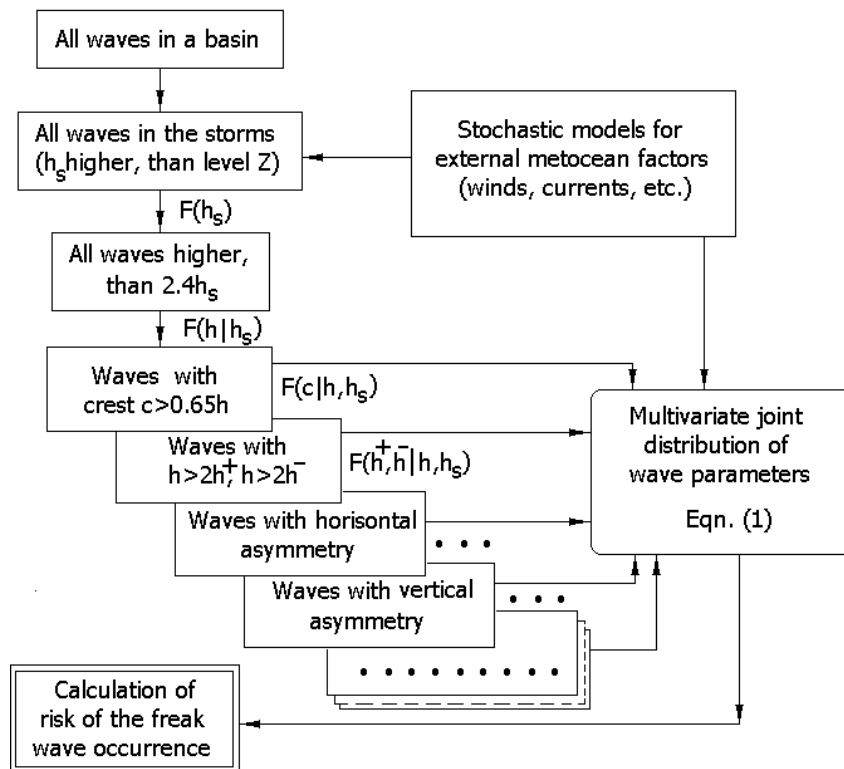 All waves in a basin
All waves in the storms
(hₛhigher, than level Z)
Stochastic models for
external metocean factors
(winds, currents, etc.)
F(hₛ)
All waves higher,
than 2.4hₛ
F(h|hₛ)
Waves with
crest c>0.65h
F(c|h,hₛ)
Waves with
h>2h⁺, h>2h⁻
F(h⁺,h⁻|h,hₛ)
Waves with horisontal
asymmetry
• • •
Waves with vertical
asymmetry
• • •
• • • • • • • • •
Multivariate joint
distribution of
wave parameters
Eqn. (1)
Calculation of
risk of the freak
wave occurrence